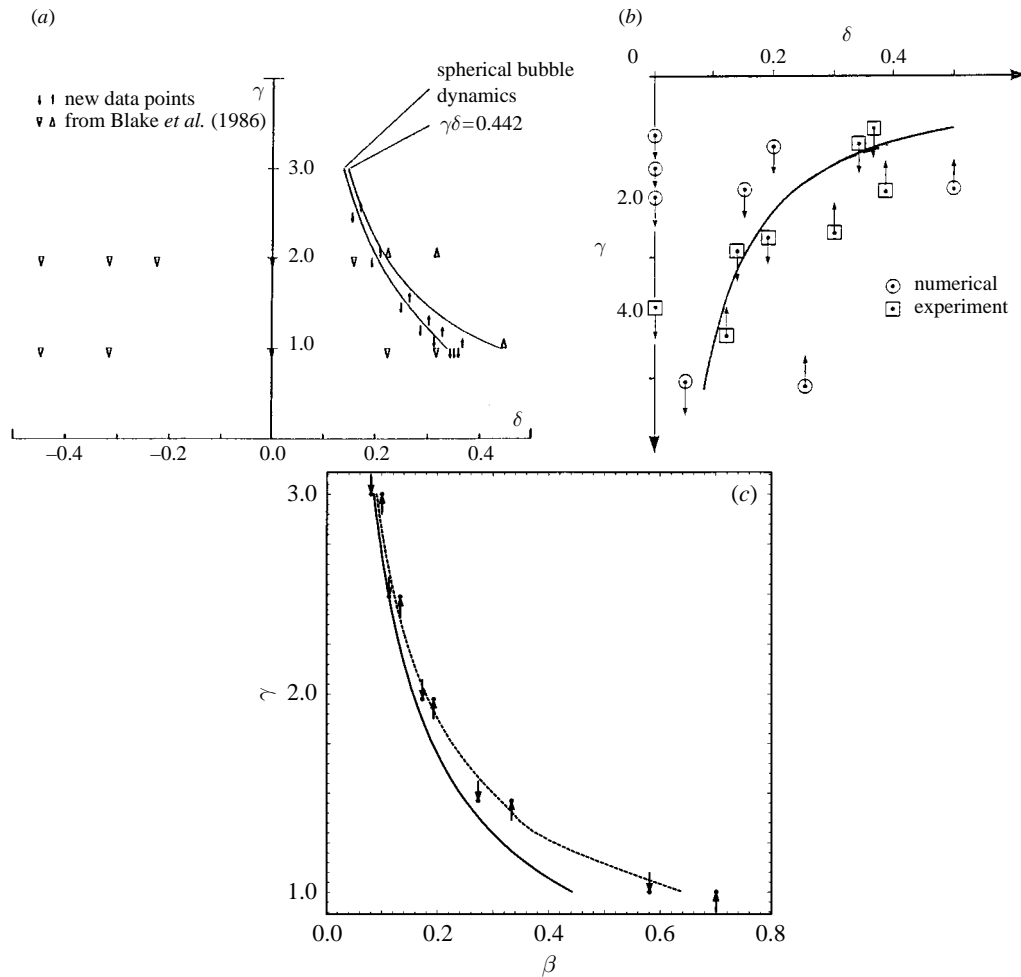 (a)
γ
new data points
from Blake et al. (1986)
spherical bubble
dynamics
γδ=0.442
3.0
2.0
1.0
δ
−0.4
−0.2
0.0
0.2
0.4
(b)
δ
0
0.2
0.4
2.0
γ
4.0
numerical
experiment
(c)
3.0
γ
2.0
1.0
0.0
0.2
0.4
0.6
0.8
β